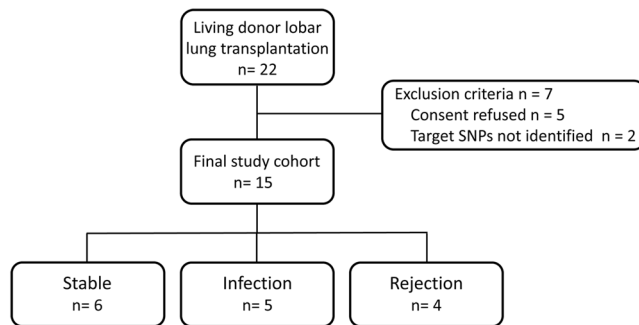 Living donor lobar
lung transplantation
n= 22
Exclusion criteria n = 7
Consent refused n = 5
Target SNPs not identified n = 2
Final study cohort
n= 15
Stable
n= 6
Infection
n= 5
Rejection
n= 4